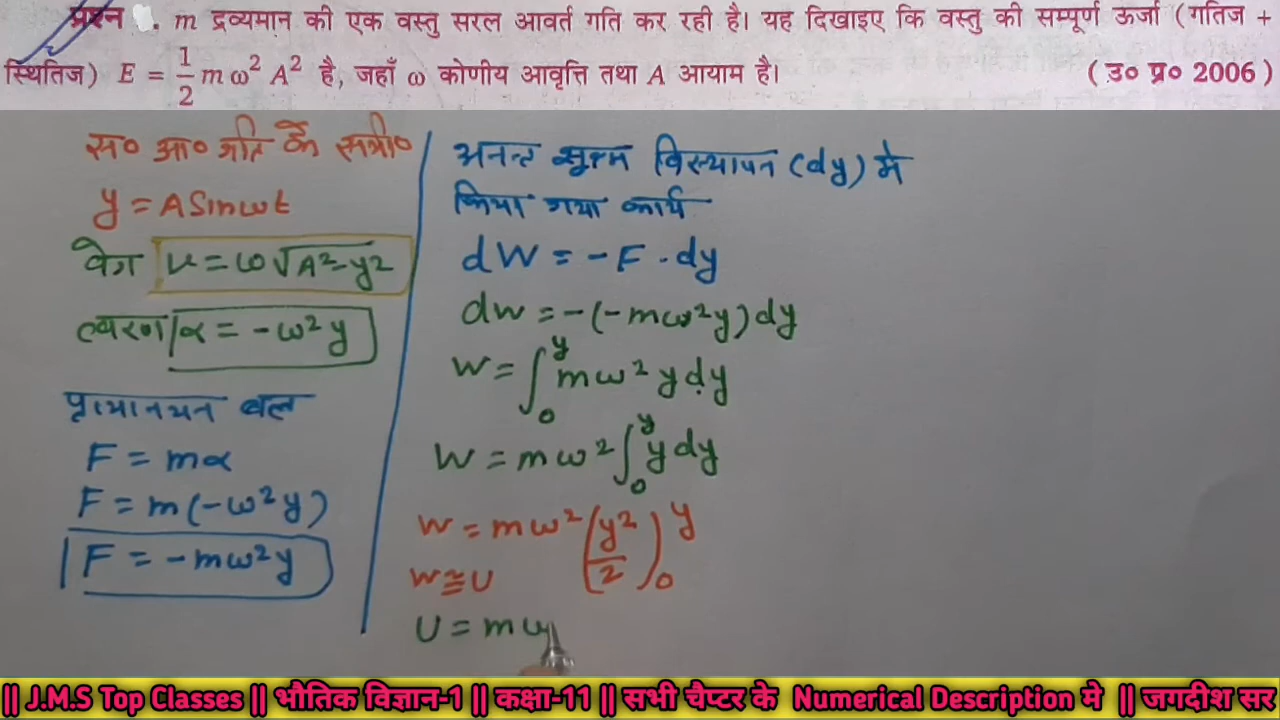 प्रश्न . m द्रव्यमान की एक वस्तु सरल आवर्त गति कर रही है। यह दिखाइए कि वस्तु की सम्पूर्ण ऊर्जा (गतिज +
स्थितिज) E = 1/2 m ω² A² है, जहाँ ω कोणीय आवृत्ति तथा A आयाम है।
(उ० प्र० 2006)
स० आ० गति के समी०
y = A Sinωt
वेग v = ω√A²-y²
त्वरण α = -ω²y
प्रत्यानयन बल
F = mα
F = m(-ω²y)
F = -mω²y
अनन्त सूक्ष्म विस्थापन (dy) मे
किया गया कार्य
dW = -F . dy
dw = -(-mω²y)dy
W = ∫₀ʸ mω² y dy
W = mω² ∫₀ʸ y dy
W = mω² (y²/2)₀ʸ
W ≅ U
U = mω
|| J.M.S Top Classes || भौतिक विज्ञान-1 || कक्षा-11 || सभी चैप्टर के Numerical Description मे || जगदीश सर